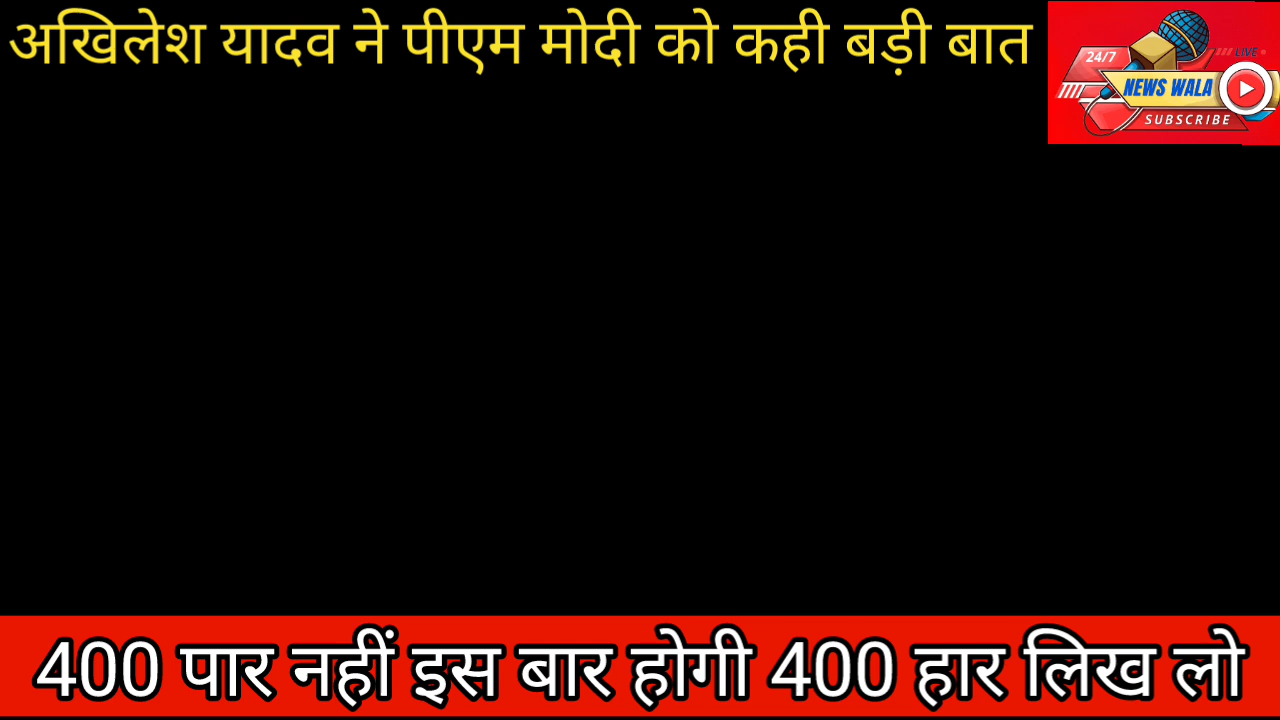 अखिलेश यादव ने पीएम मोदी को कही बड़ी बात
24/7
LIVE
NEWS WALA
SUBSCRIBE
400 पार नहीं इस बार होगी 400 हार लिख लो